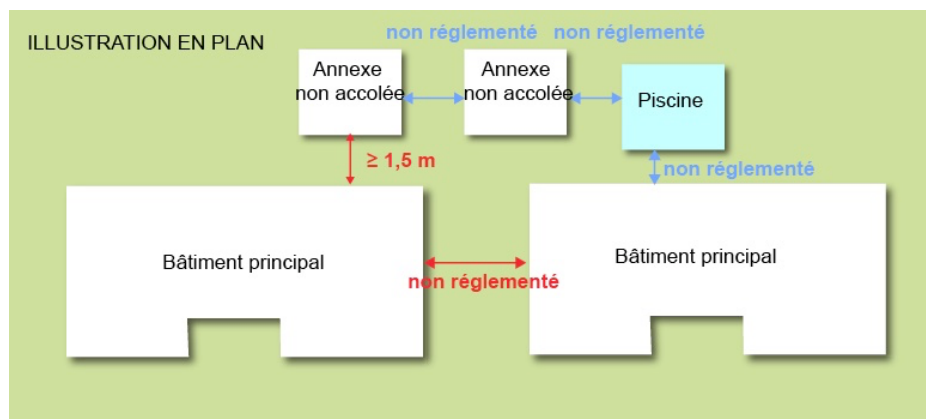 ILLUSTRATION EN PLAN
non réglementé
non réglementé
Annexe
non accolée
Annexe
non accolée
Piscine
≥ 1,5 m
non réglementé
Bâtiment principal
non réglementé
Bâtiment principal